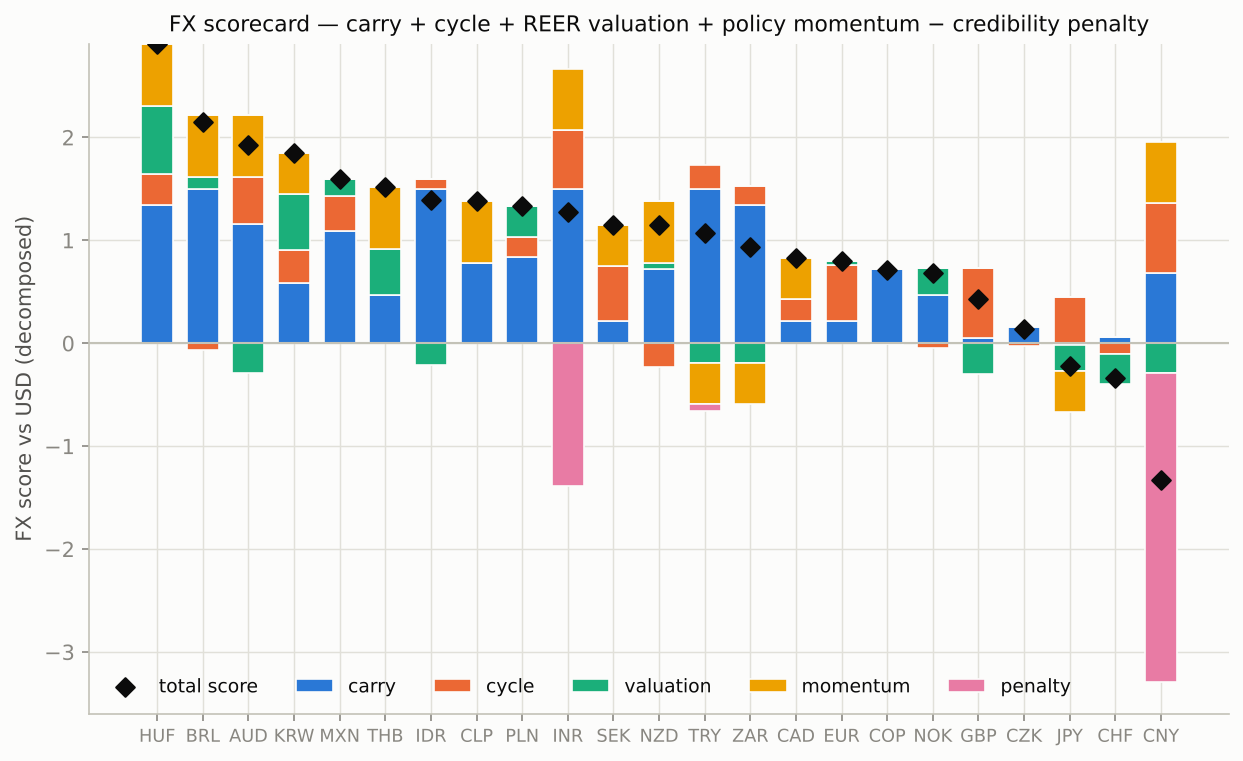 FX scorecard — carry + cycle + REER valuation + policy momentum − credibility penalty
FX score vs USD (decomposed)
2
1
0
−1
−2
−3
total score carry cycle valuation momentum penalty
HUF BRL AUD KRW MXN THB IDR CLP PLN INR SEK NZD TRY ZAR CAD EUR COP NOK GBP CZK JPY CHF CNY